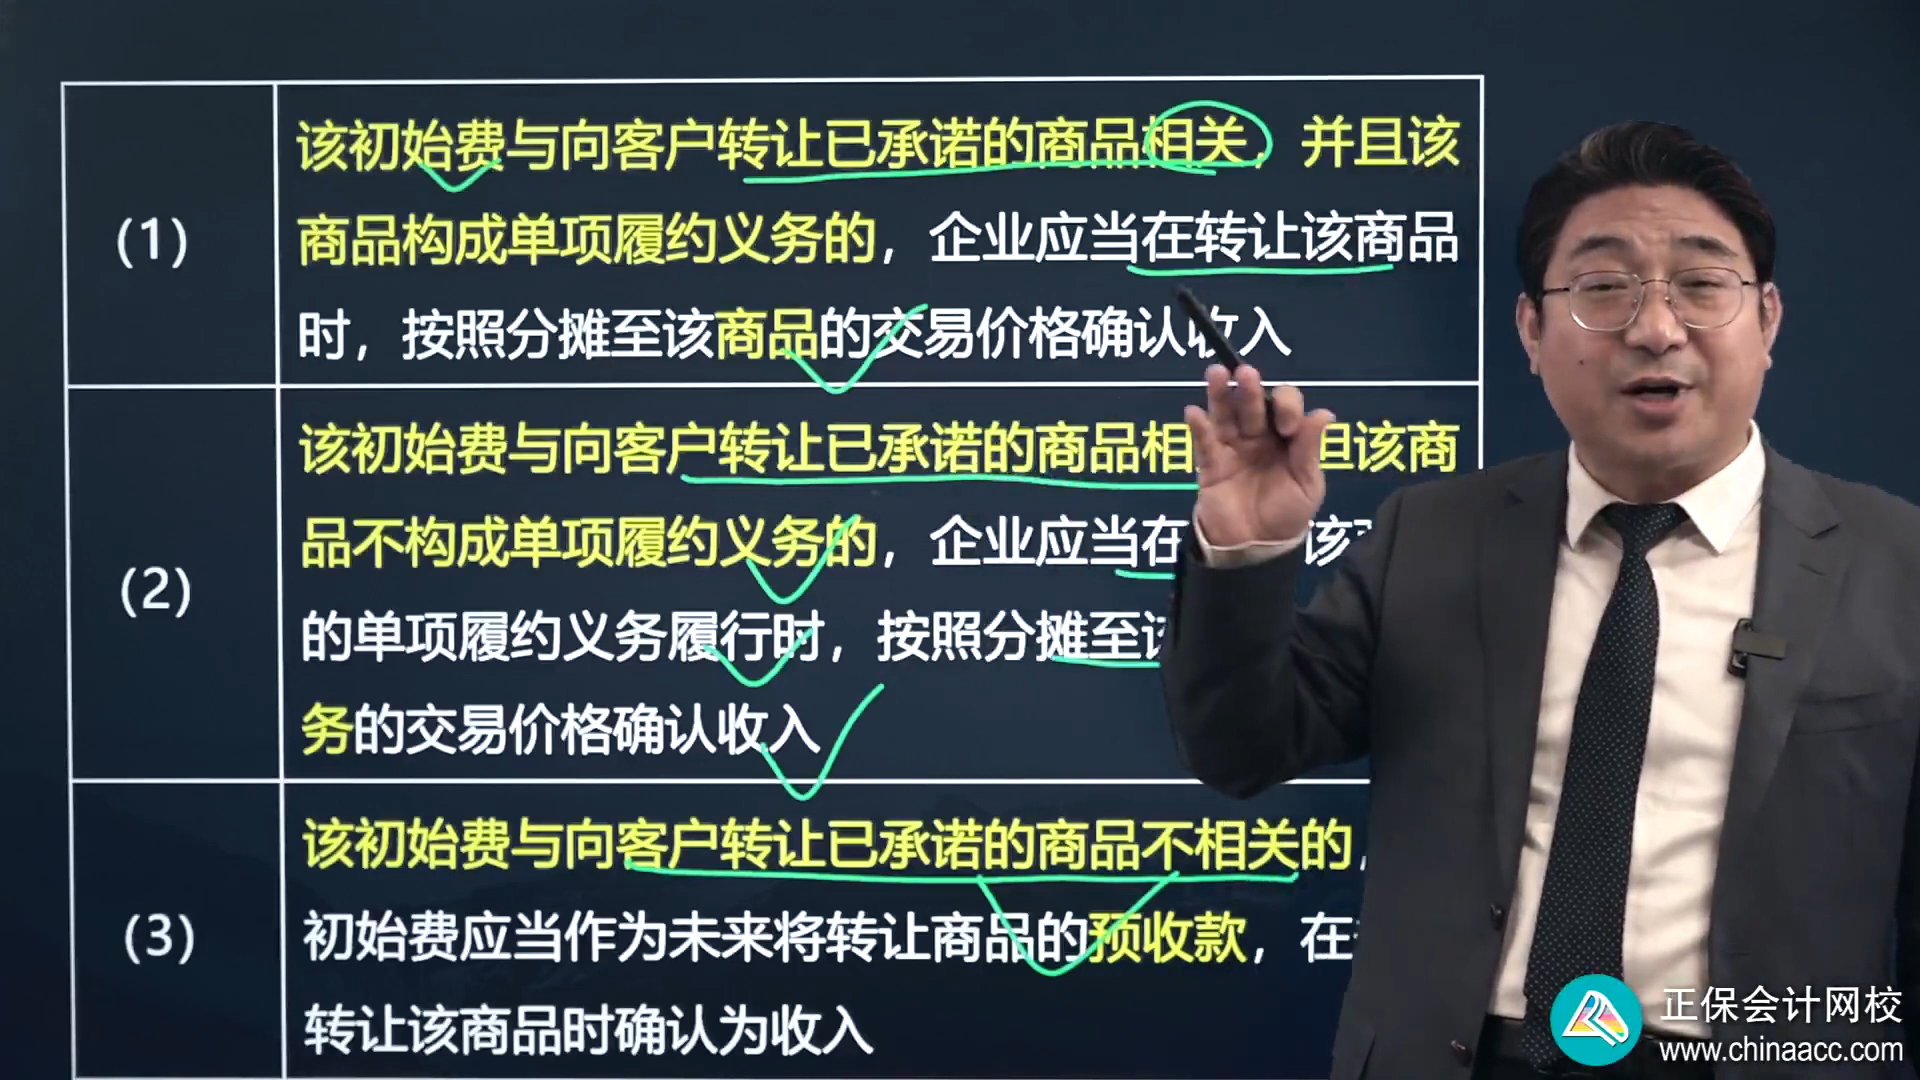 (1)
该初始费与向客户转让已承诺的商品相关，并且该
商品构成单项履约义务的，企业应当在转让该商品
时，按照分摊至该商品的交易价格确认收入
(2)
该初始费与向客户转让已承诺的商品相 但该商
品不构成单项履约义务的，企业应当在 该
的单项履约义务履行时，按照分摊至该
务的交易价格确认收入
(3)
该初始费与向客户转让已承诺的商品不相关的，
初始费应当作为未来将转让商品的预收款，在
转让该商品时确认为收入
正保会计网校
www.chinaacc.com